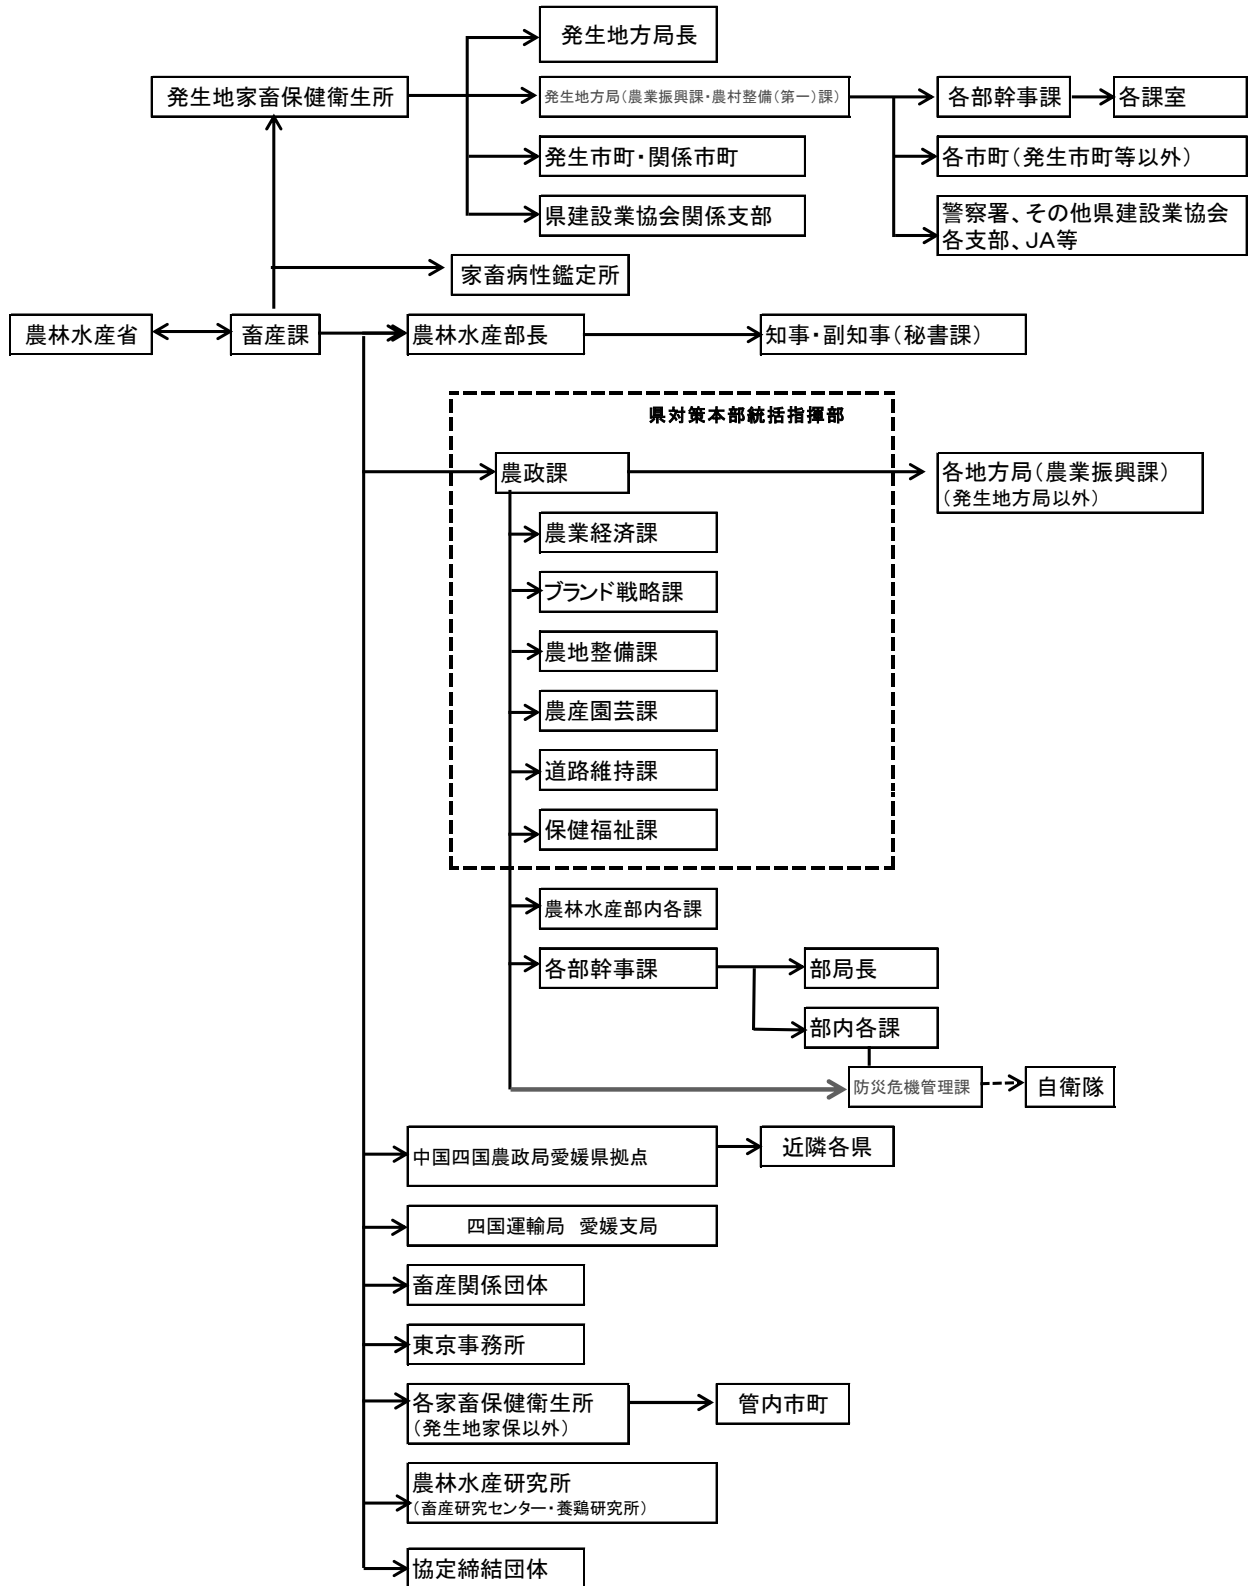 発生地方局長
発生地家畜保健衛生所
発生地方局(農業振興課・農村整備(第一)課)
各部幹事課
各課室
発生市町・関係市町
各市町(発生市町等以外)
県建設業協会関係支部
警察署、その他県建設業協会
各支部、JA等
家畜病性鑑定所
農林水産省
畜産課
農林水産部長
知事・副知事(秘書課)
県対策本部統括指揮部
農政課
各地方局(農業振興課)
(発生地方局以外)
農業経済課
ブランド戦略課
農地整備課
農産園芸課
道路維持課
保健福祉課
農林水産部内各課
各部幹事課
部局長
部内各課
防災危機管理課
自衛隊
中国四国農政局愛媛県拠点
近隣各県
四国運輸局 愛媛支局
畜産関係団体
東京事務所
各家畜保健衛生所
(発生地家保以外)
管内市町
農林水産研究所
(畜産研究センター・養鶏研究所)
協定締結団体